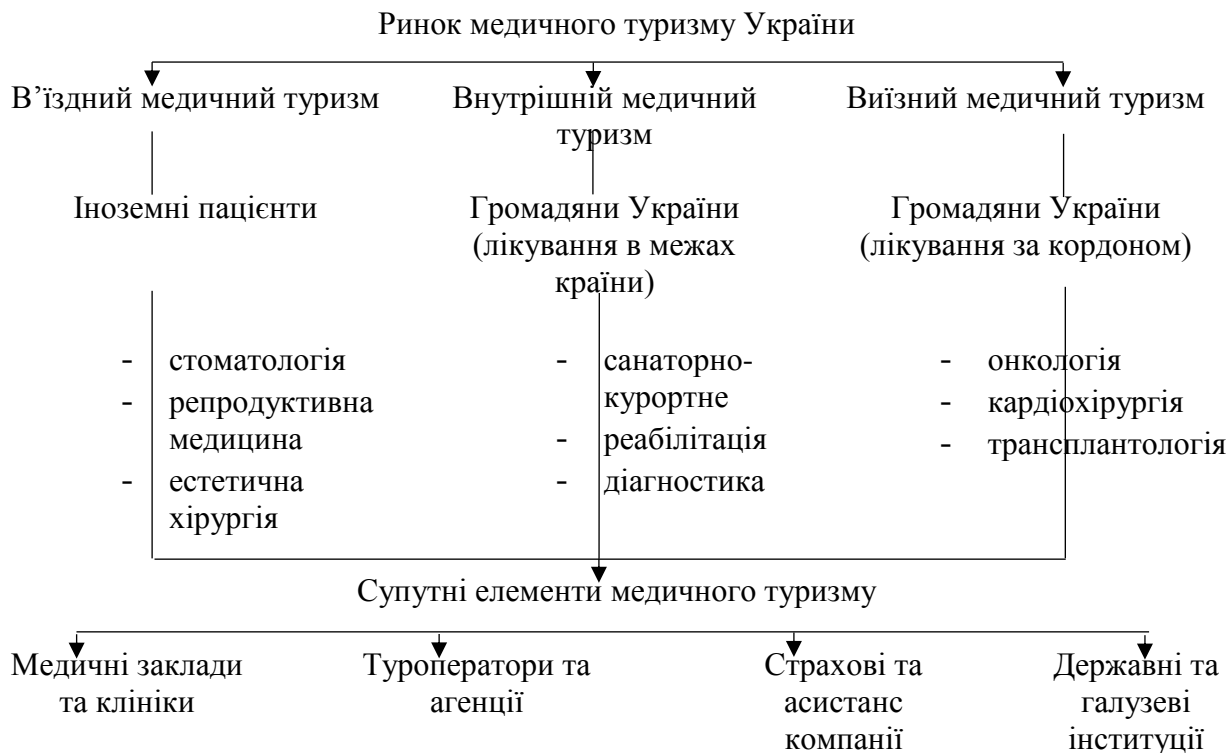 Ринок медичного туризму України
В’їздний медичний туризм
Внутрішній медичний
туризм
Виїзний медичний туризм
Іноземні пацієнти
Громадяни України
(лікування в межах
країни)
Громадяни України
(лікування за кордоном)
- стоматологія
- репродуктивна
медицина
- естетична
хірургія
- санаторно-
курортне
- реабілітація
- діагностика
- онкологія
- кардіохірургія
- трансплантологія
Супутні елементи медичного туризму
Медичні заклади
та клініки
Туроператори та
агенції
Страхові та
асистанс
компанії
Державні та
галузеві
інституції